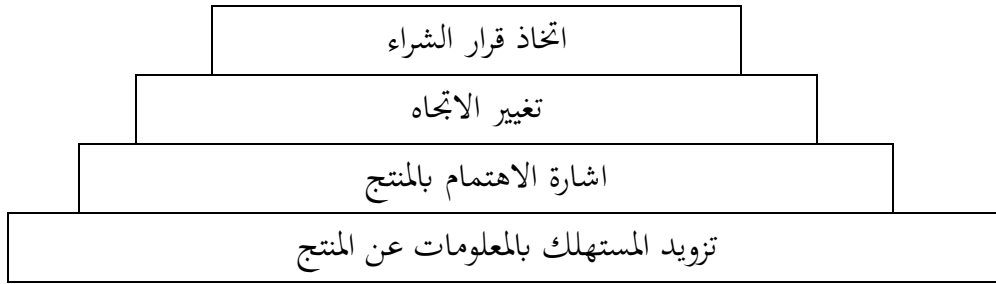 اتخاذ قرار الشراء
تغيير الاتجاه
اشارة الاهتمام بالمنتج
تزويد المستهلك بالمعلومات عن المنتج